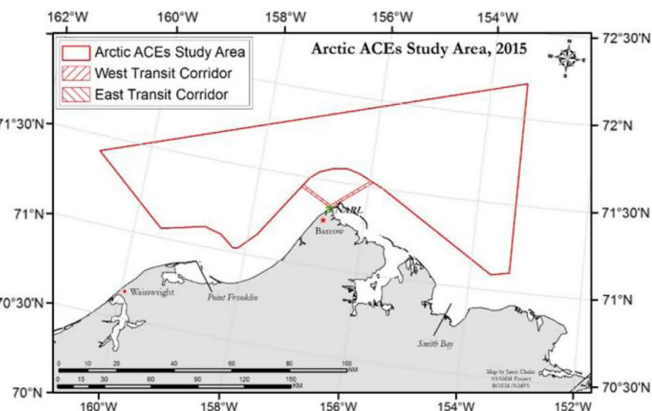 162°W 160°W 158°W 156°W 154°W
Arctic ACEs Study Area
West Transit Corridor
East Transit Corridor
Arctic ACEs Study Area, 2015
72°30'N
72°N
71°30'N
71°30'N
71°N
NARL
Barrow
Wainwright
Point Franklin
71°N
70°30'N
Smith Bay
0 10 20 40 60 80 100
NM
0 15 30 60 90 120 150
KM
Map by Janet Clarke
ASAMM Project
BOEM/NMFS
70°N
70°30'N
160°W 158°W 156°W 154°W 152°W